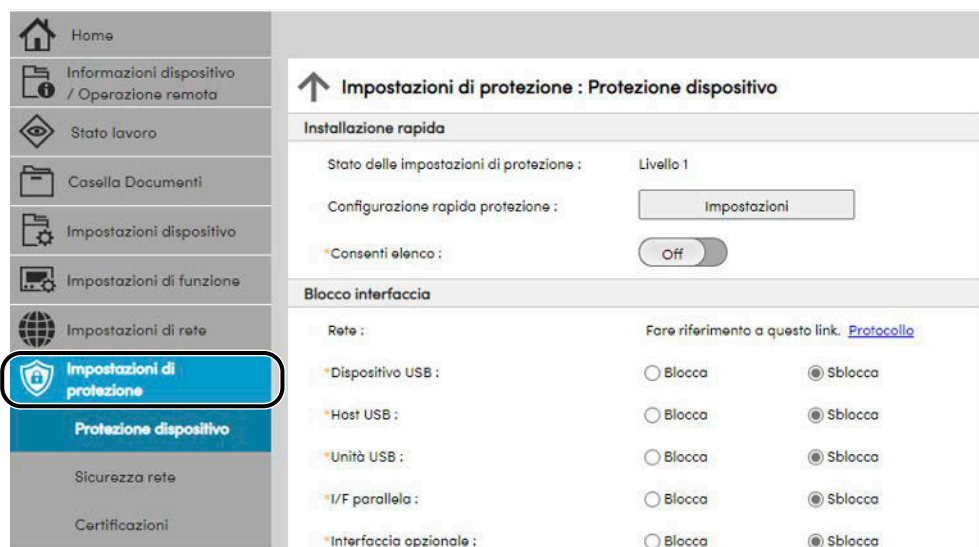 Home
Informazioni dispositivo
/ Operazione remota
Stato lavoro
Casella Documenti
Impostazioni dispositivo
Impostazioni di funzione
Impostazioni di rete
Impostazioni di
protezione
Protezione dispositivo
Sicurezza rete
Certificazioni
Impostazioni di protezione : Protezione dispositivo
Installazione rapida
Stato delle impostazioni di protezione : Livello 1
Configurazione rapida protezione : Impostazioni
*Consenti elenco : Off
Blocco interfaccia
Rete : Fare riferimento a questo link. Protocollo
*Dispositivo USB : Blocca Sblocca
*Host USB : Blocca Sblocca
*Unità USB : Blocca Sblocca
*I/F parallela : Blocca Sblocca
*Interfaccia opzionale : Blocca Sblocca